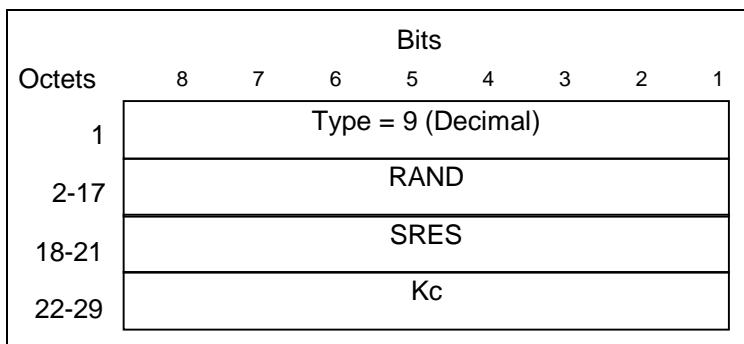 Bits
Octets 8 7 6 5 4 3 2 1
1 Type = 9 (Decimal)
2-17 RAND
18-21 SRES
22-29 Kc